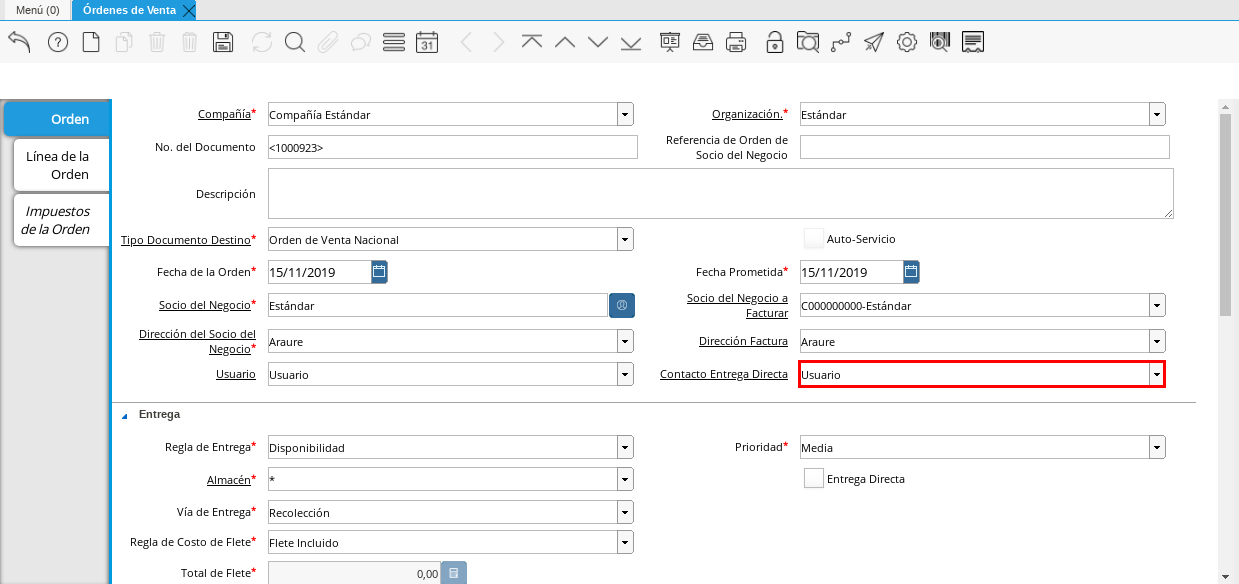 Menú (0)
Órdenes de Venta
31
Orden
Línea de la
Orden
Impuestos
de la Orden
Compañía* Compañía Estándar
Organización.* Estándar
No. del Documento <1000923>
Referencia de Orden de
Socio del Negocio
Descripción
Tipo Documento Destino* Orden de Venta Nacional
Auto-Servicio
Fecha de la Orden* 15/11/2019
Fecha Prometida* 15/11/2019
Socio del Negocio* Estándar
Socio del Negocio a
Facturar C000000000-Estándar
Dirección del Socio del
Negocio* Araure
Dirección Factura Araure
Usuario Usuario
Contacto Entrega Directa Usuario
Entrega
Regla de Entrega* Disponibilidad
Prioridad* Media
Almacén* *
Entrega Directa
Vía de Entrega* Recolección
Regla de Costo de Flete* Flete Incluido
Total de Flete* 0,00